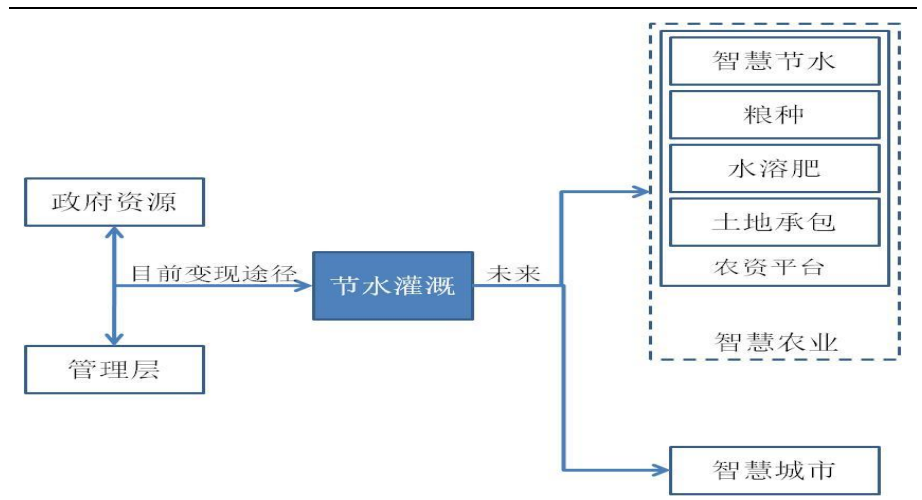 政府资源
管理层
目前变现途径
节水灌溉
未来
智慧节水
粮种
水溶肥
土地承包
农资平台
智慧农业
智慧城市